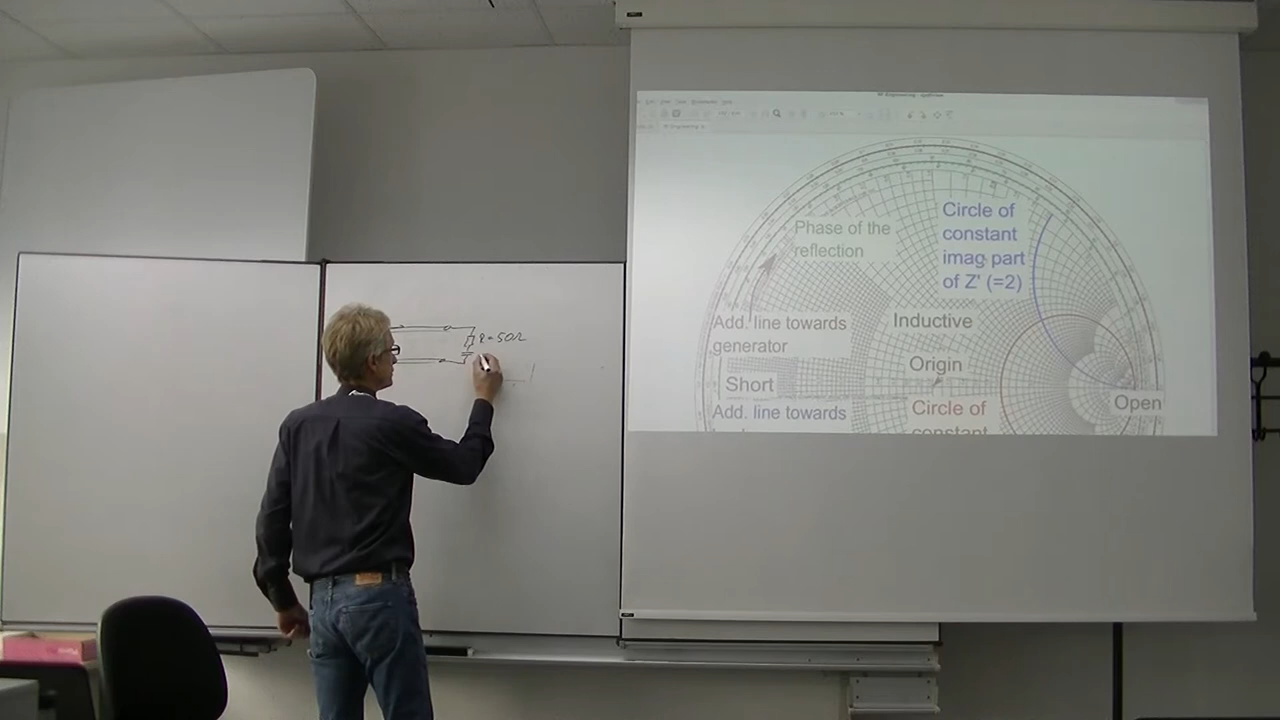 R=50Ω
Circle of
constant
imag part
of Z' (=2)
Phase of the
reflection
Add. line towards
generator
Inductive
Origin
Short
Open
Add. line towards
Circle of
constant